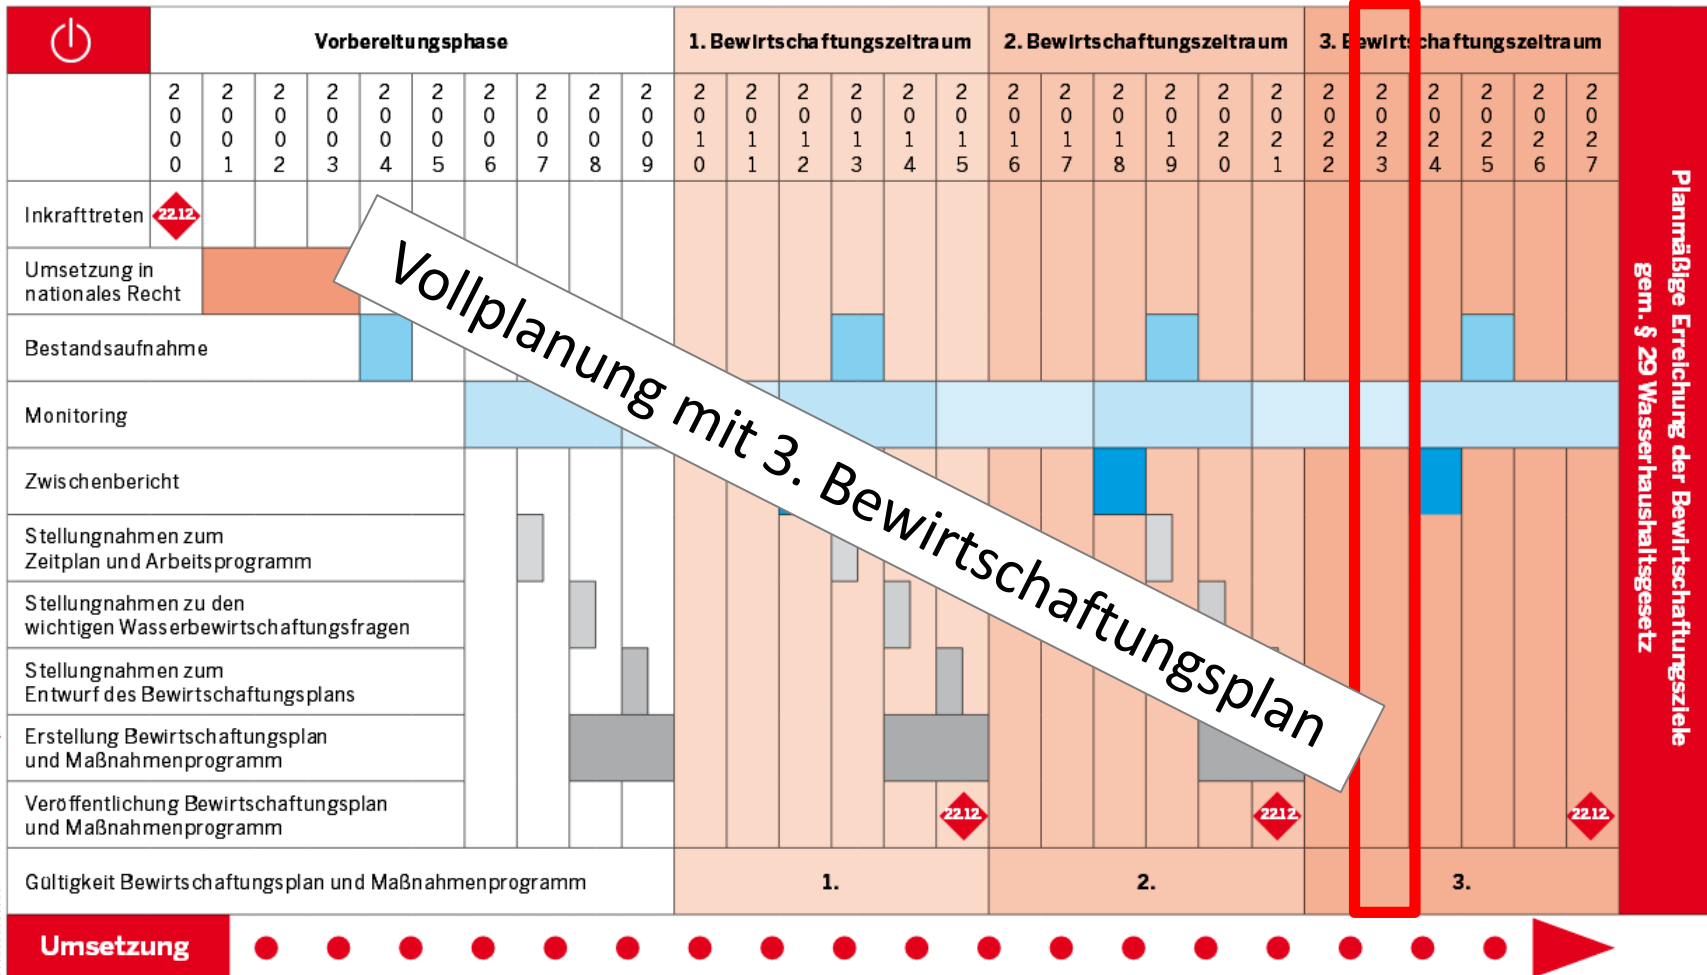 Vorbereitungsphase
1. Bewirtschaftungszeitraum
2. Bewirtschaftungszeitraum
3. Bewirtschaftungszeitraum
2000
2001
2002
2003
2004
2005
2006
2007
2008
2009
2010
2011
2012
2013
2014
2015
2016
2017
2018
2019
2020
2021
2022
2023
2024
2025
2026
2027
Inkrafttreten
22.12.
Umsetzung in
nationales Recht
Bestandsaufnahme
Monitoring
Zwischenbericht
Stellungnahmen zum
Zeitplan und Arbeitsprogramm
Stellungnahmen zu den
wichtigen Wasserbewirtschaftungsfragen
Stellungnahmen zum
Entwurf des Bewirtschaftungsplans
Erstellung Bewirtschaftungsplan
und Maßnahmenprogramm
Veröffentlichung Bewirtschaftungsplan
und Maßnahmenprogramm
22.12.
22.12.
22.12.
Gültigkeit Bewirtschaftungsplan und Maßnahmenprogramm
1.
2.
3.
Vollplanung mit 3. Bewirtschaftungsplan
Planmäßige Erreichung der Bewirtschaftungsziele
gem. § 29 Wasserhaushaltsgesetz
Umsetzung